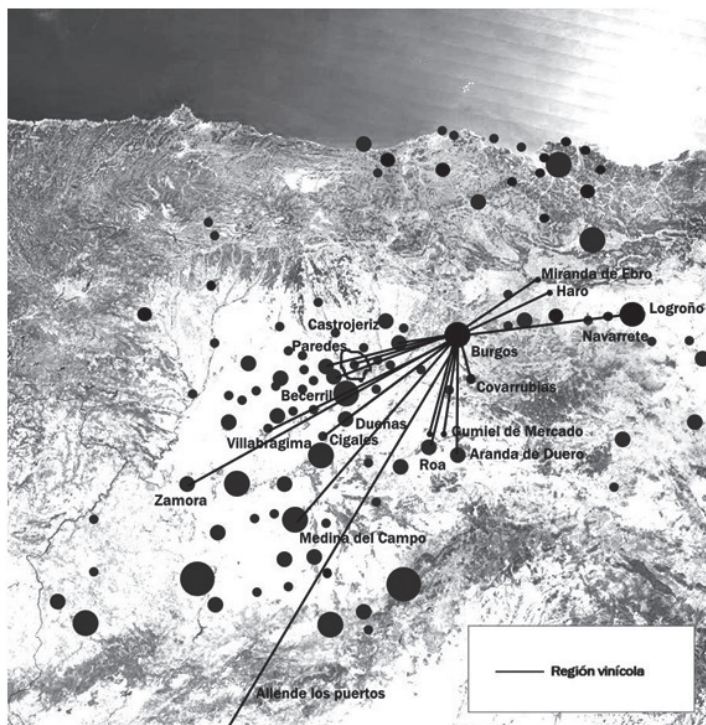 Miranda de Ebro
Haro
Logroño
Castrojeriz
Navarrete
Paredes
Burgos
Covarrubias
Becerril
Dueñas
Gumiel de Mercado
Villabrágima
Cigales
Aranda de Duero
Roa
Zamora
Medina del Campo
Región vinícola
Allende los puertos